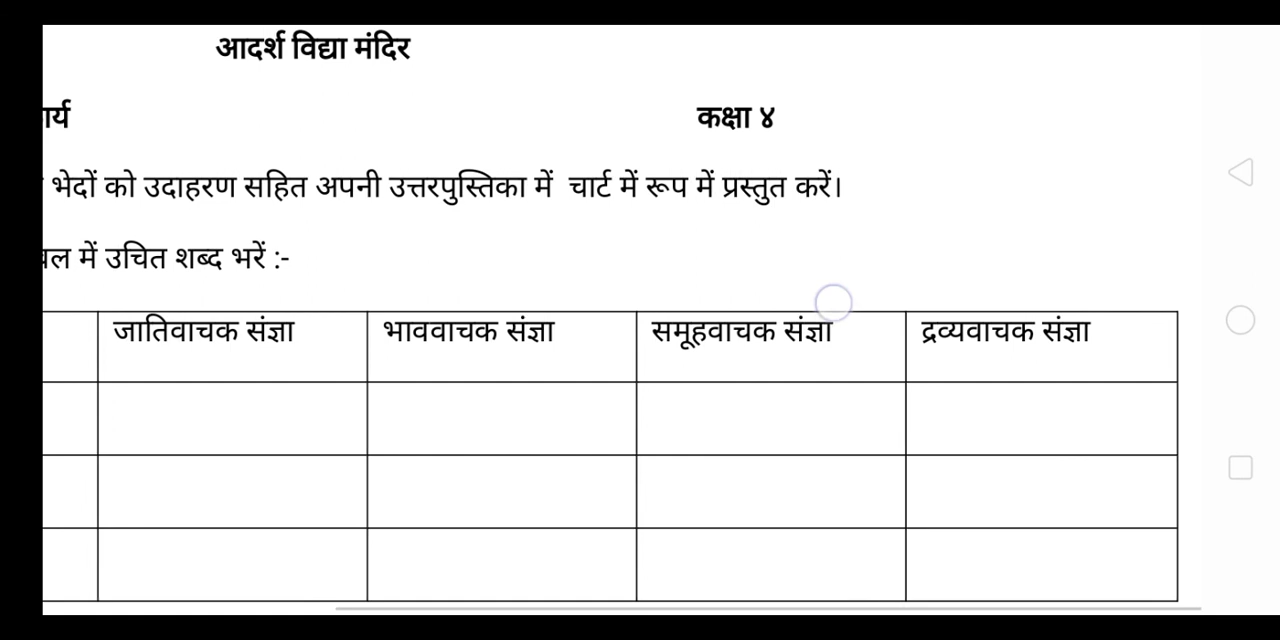 आदर्श विद्या मंदिर
र्य कक्षा ४
भेदों को उदाहरण सहित अपनी उत्तरपुस्तिका में चार्ट में रूप में प्रस्तुत करें।
ल में उचित शब्द भरें :-
जातिवाचक संज्ञा भाववाचक संज्ञा समूहवाचक संज्ञा द्रव्यवाचक संज्ञा